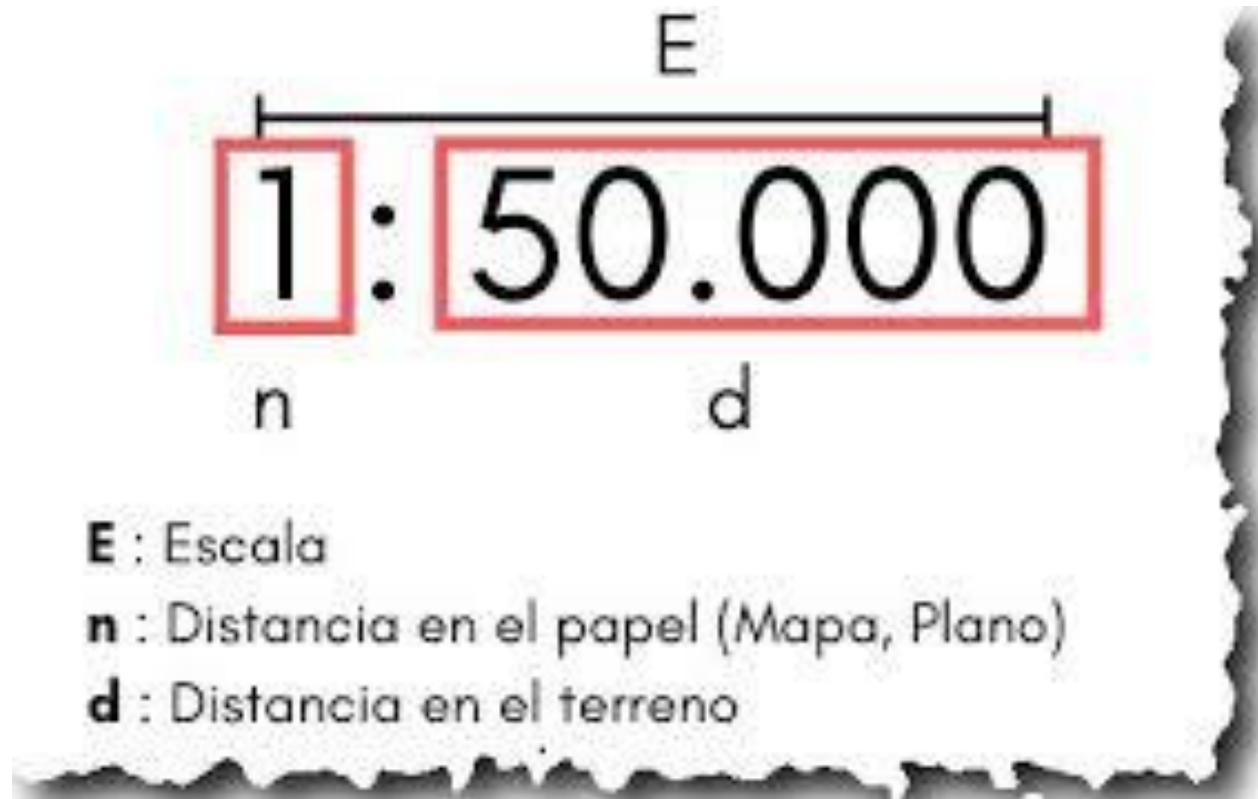 E
1 : 50.000
n d
E : Escala
n : Distancia en el papel (Mapa, Plano)
d : Distancia en el terreno